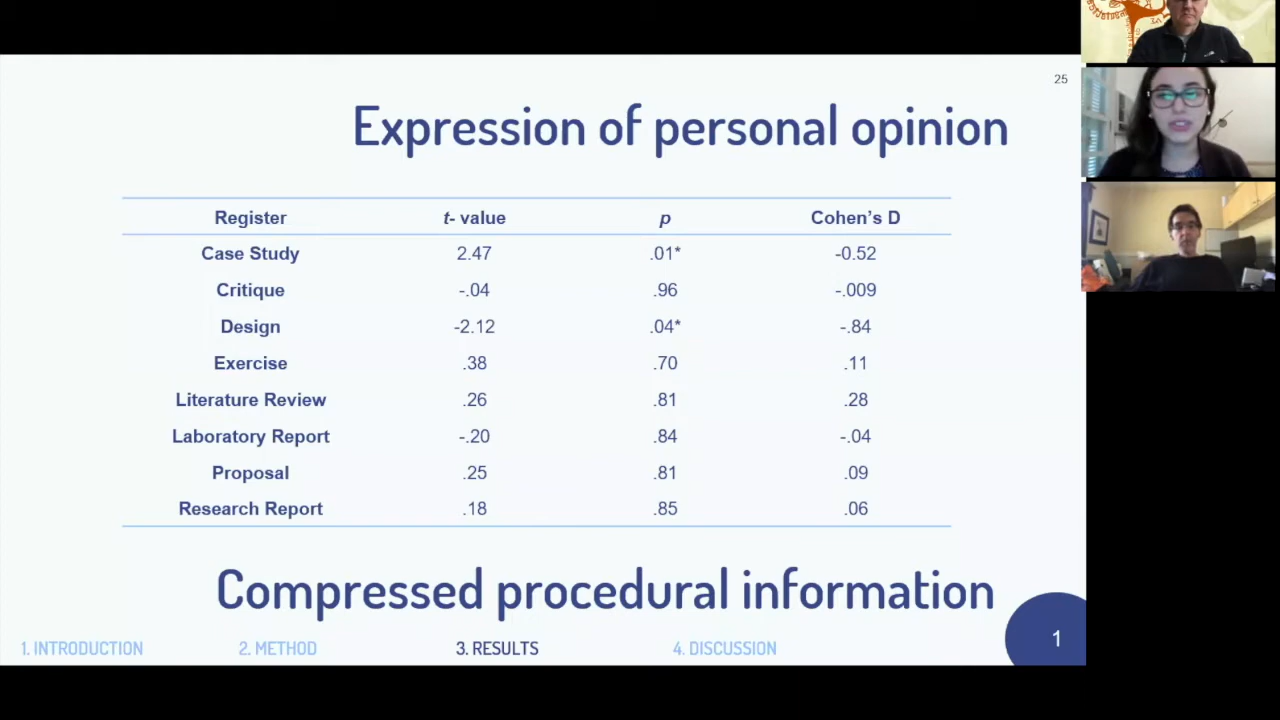 25
Expression of personal opinion
Register t- value p Cohen's D
Case Study 2.47 .01* -0.52
Critique -.04 .96 -.009
Design -2.12 .04* -.84
Exercise .38 .70 .11
Literature Review .26 .81 .28
Laboratory Report -.20 .84 -.04
Proposal .25 .81 .09
Research Report .18 .85 .06
Compressed procedural information
1. INTRODUCTION 2. METHOD 3. RESULTS 4. DISCUSSION
1